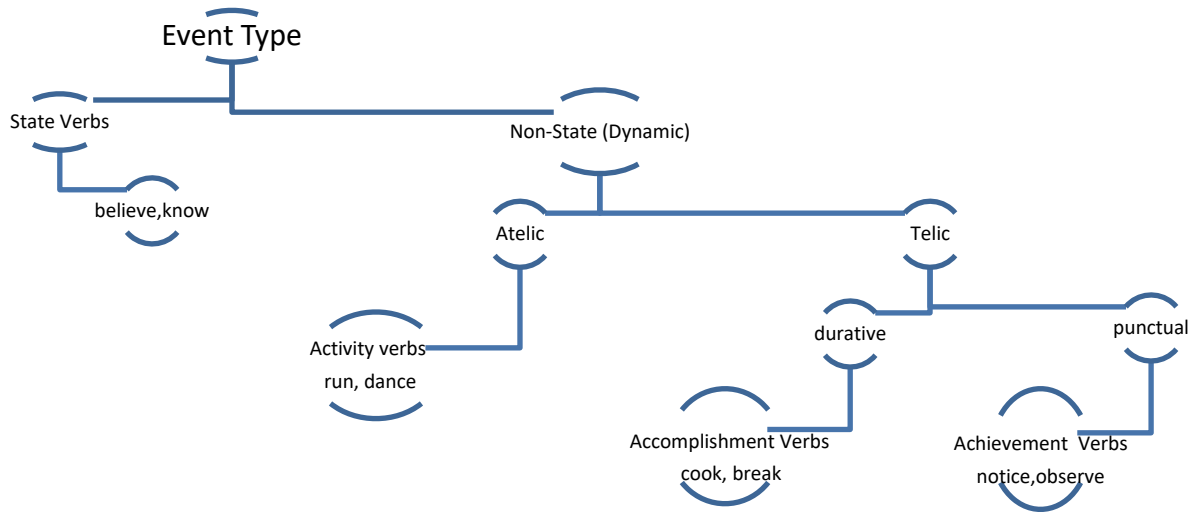 Event Type
State Verbs
Non-State (Dynamic)
believe,know
Atelic
Telic
durative
punctual
Activity verbs
run, dance
Accomplishment Verbs
cook, break
Achievement Verbs
notice,observe